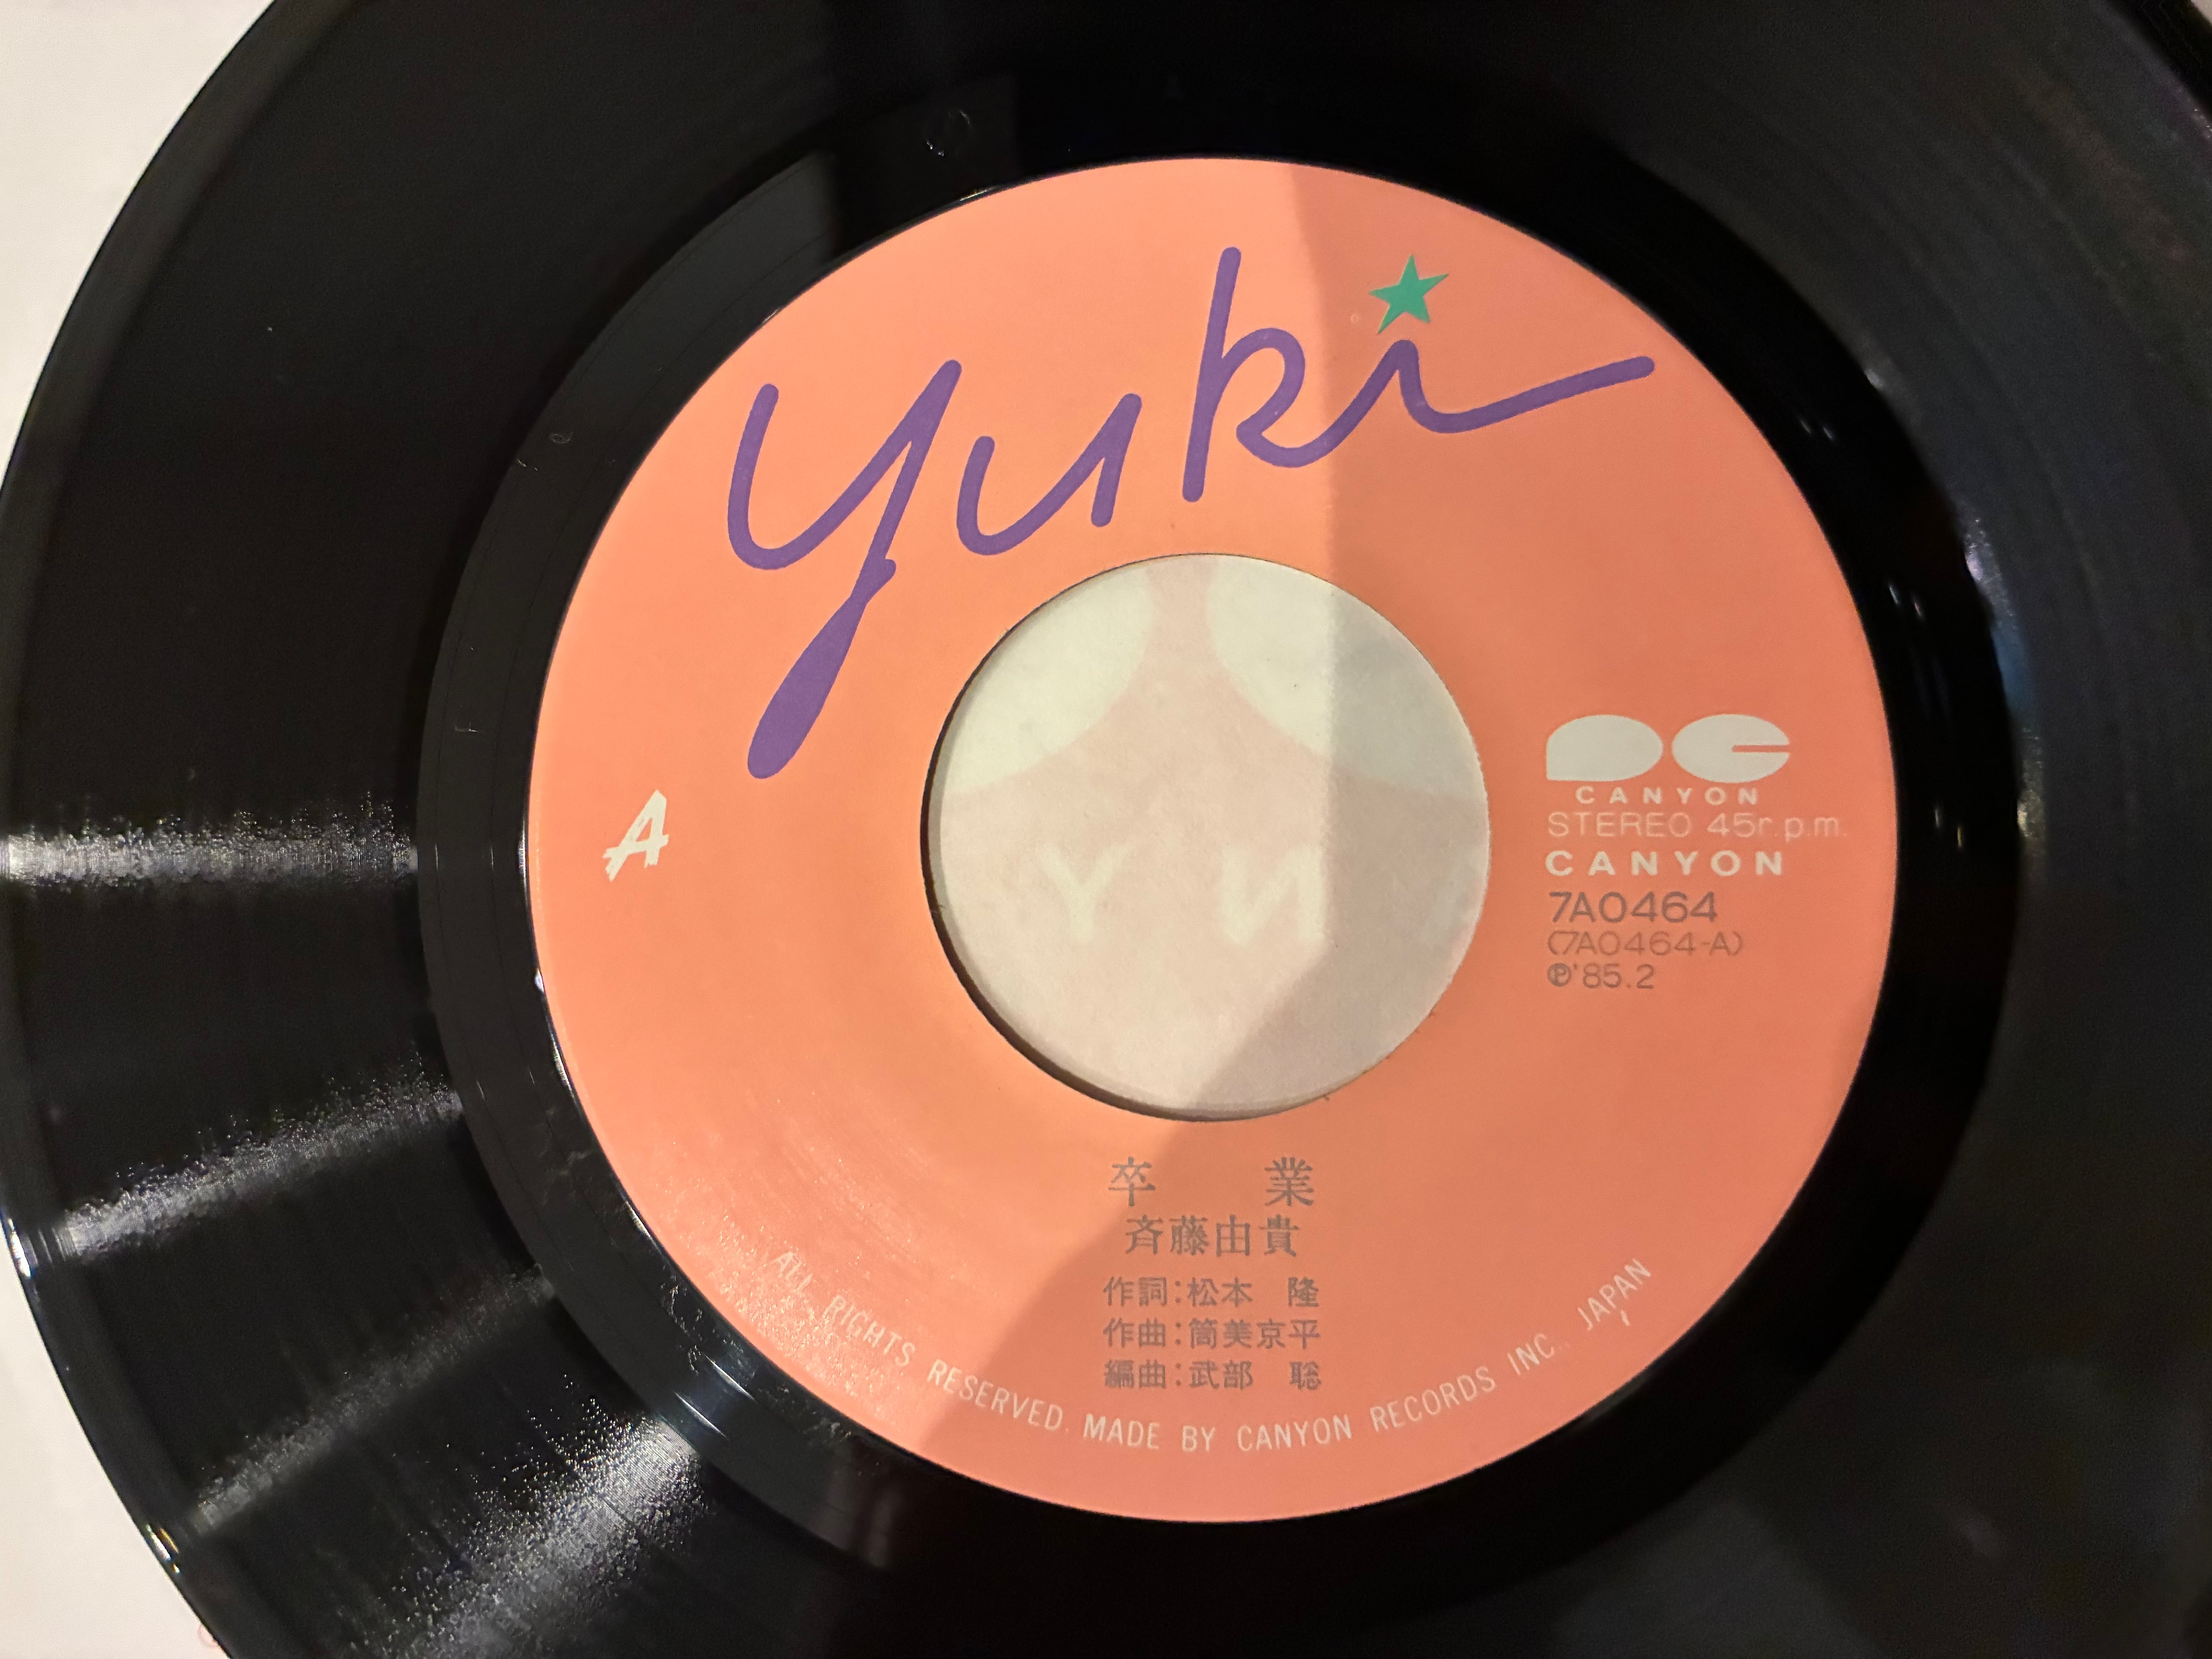 yuki
A
CANYON
STEREO 45r.p.m.
CANYON
7A0464
(7A0464-A)
℗'85.2
卒 業
斉藤由貴
作詞:松本 隆
作曲:筒美京平
編曲:武部 聡
ALL RIGHTS RESERVED. MADE BY CANYON RECORDS INC., JAPAN